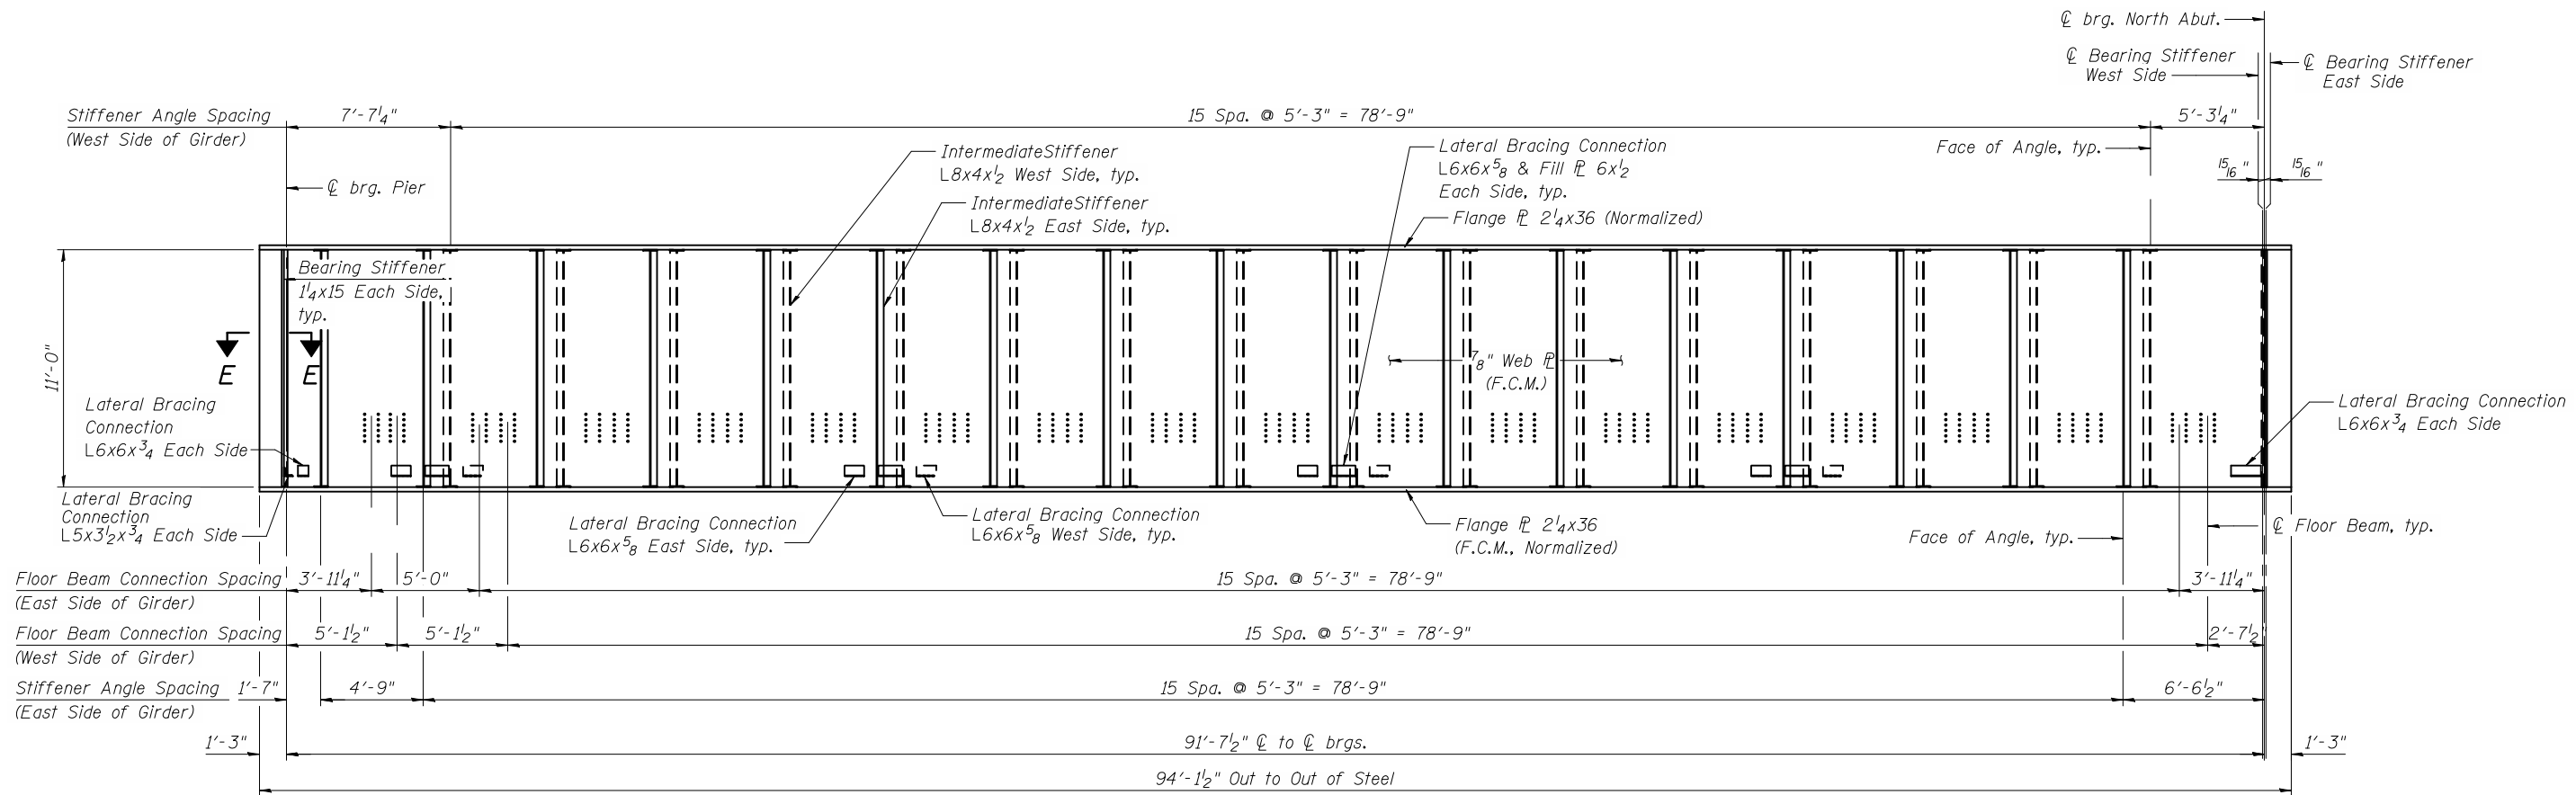 ℄ brg. North Abut.
℄ Bearing Stiffener
West Side
℄ Bearing Stiffener
East Side
Stiffener Angle Spacing
(West Side of Girder)
7'-7¼"
15 Spa. @ 5'-3" = 78'-9"
5'-3¼"
Face of Angle, typ.
15/16"
15/16"
℄ brg. Pier
IntermediateStiffener
L8x4x½ West Side, typ.
IntermediateStiffener
L8x4x½ East Side, typ.
Lateral Bracing Connection
L6x6x⅝ & Fill ⅊ 6x½
Each Side, typ.
Flange ⅊ 2¼x36 (Normalized)
Bearing Stiffener
1¼x15 Each Side,
typ.
11'-0"
E
E
⅞" Web ⅊
(F.C.M.)
Lateral Bracing
Connection
L6x6x¾ Each Side
Lateral Bracing Connection
L6x6x¾ Each Side
Lateral Bracing
Connection
L5x3½x¾ Each Side
Lateral Bracing Connection
L6x6x⅝ East Side, typ.
Lateral Bracing Connection
L6x6x⅝ West Side, typ.
Flange ⅊ 2¼x36
(F.C.M., Normalized)
Face of Angle, typ.
℄ Floor Beam, typ.
Floor Beam Connection Spacing
(East Side of Girder)
3'-11¼"
5'-0"
15 Spa. @ 5'-3" = 78'-9"
3'-11¼"
Floor Beam Connection Spacing
(West Side of Girder)
5'-1½"
5'-1½"
15 Spa. @ 5'-3" = 78'-9"
2'-7½
Stiffener Angle Spacing
(East Side of Girder)
1'-7"
4'-9"
15 Spa. @ 5'-3" = 78'-9"
6'-6½"
1'-3"
91'-7½" ℄ to ℄ brgs.
1'-3"
94'-1½" Out to Out of Steel